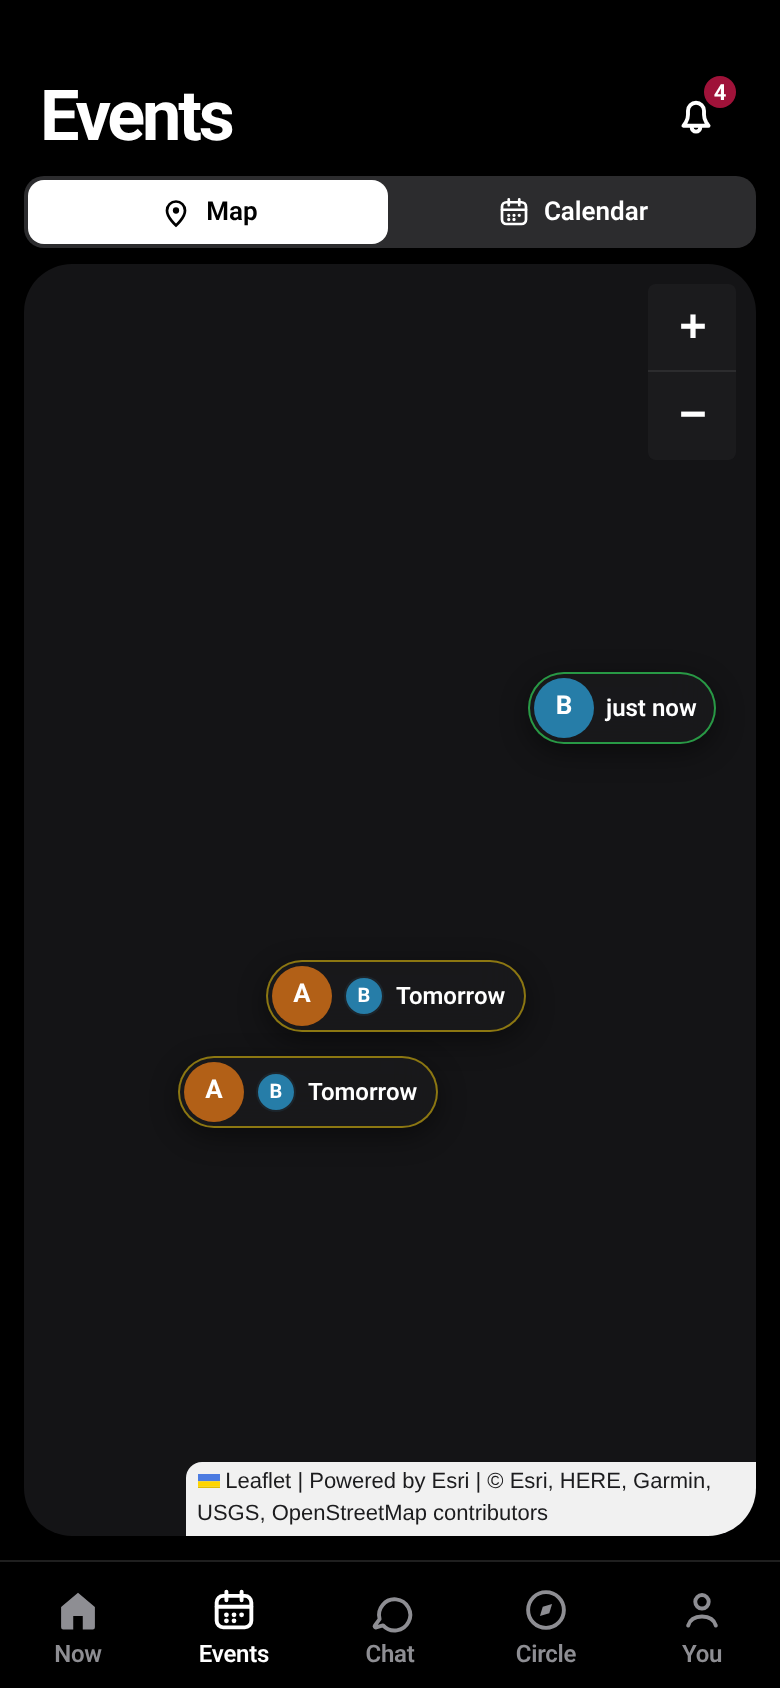 Events
4
Map
Calendar
+
−
B just now
A B Tomorrow
A B Tomorrow
Leaflet | Powered by Esri | © Esri, HERE, Garmin,
USGS, OpenStreetMap contributors
Now
Events
Chat
Circle
You